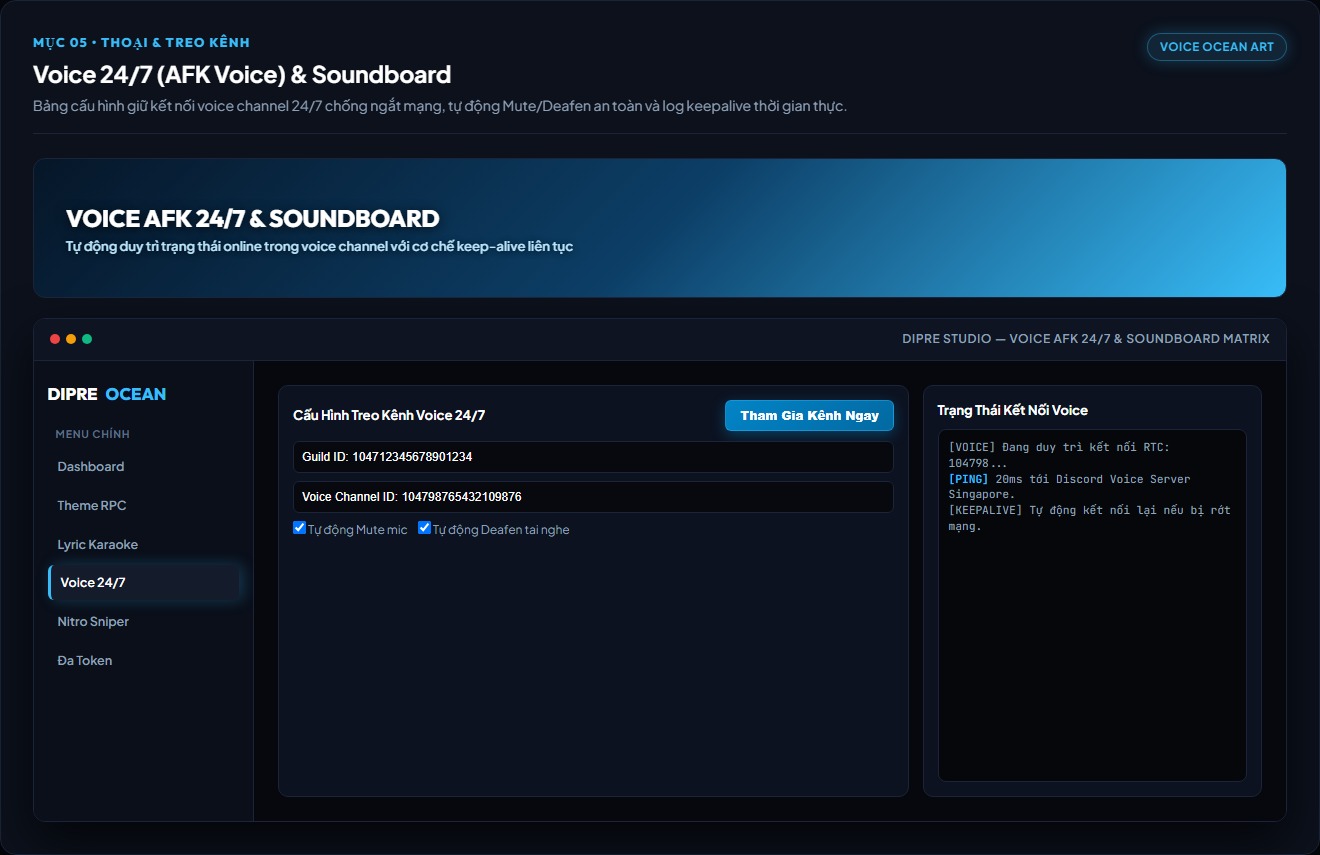 MỤC 05 • THOẠI & TREO KÊNH
VOICE OCEAN ART
Voice 24/7 (AFK Voice) & Soundboard
Bảng cấu hình giữ kết nối voice channel 24/7 chống ngắt mạng, tự động Mute/Deafen an toàn và log keepalive thời gian thực.
VOICE AFK 24/7 & SOUNDBOARD
Tự động duy trì trạng thái online trong voice channel với cơ chế keep-alive liên tục
DIPRE STUDIO — VOICE AFK 24/7 & SOUNDBOARD MATRIX
DIPRE OCEAN
MENU CHÍNH
Dashboard
Theme RPC
Lyric Karaoke
Voice 24/7
Nitro Sniper
Đa Token
Cấu Hình Treo Kênh Voice 24/7
Tham Gia Kênh Ngay
Guild ID: 104712345678901234
Voice Channel ID: 104798765432109876
Tự động Mute mic
Tự động Deafen tai nghe
Trạng Thái Kết Nối Voice
[VOICE] Đang duy trì kết nối RTC:
104798...
[PING] 20ms tới Discord Voice Server
Singapore.
[KEEPALIVE] Tự động kết nối lại nếu bị rớt
mạng.